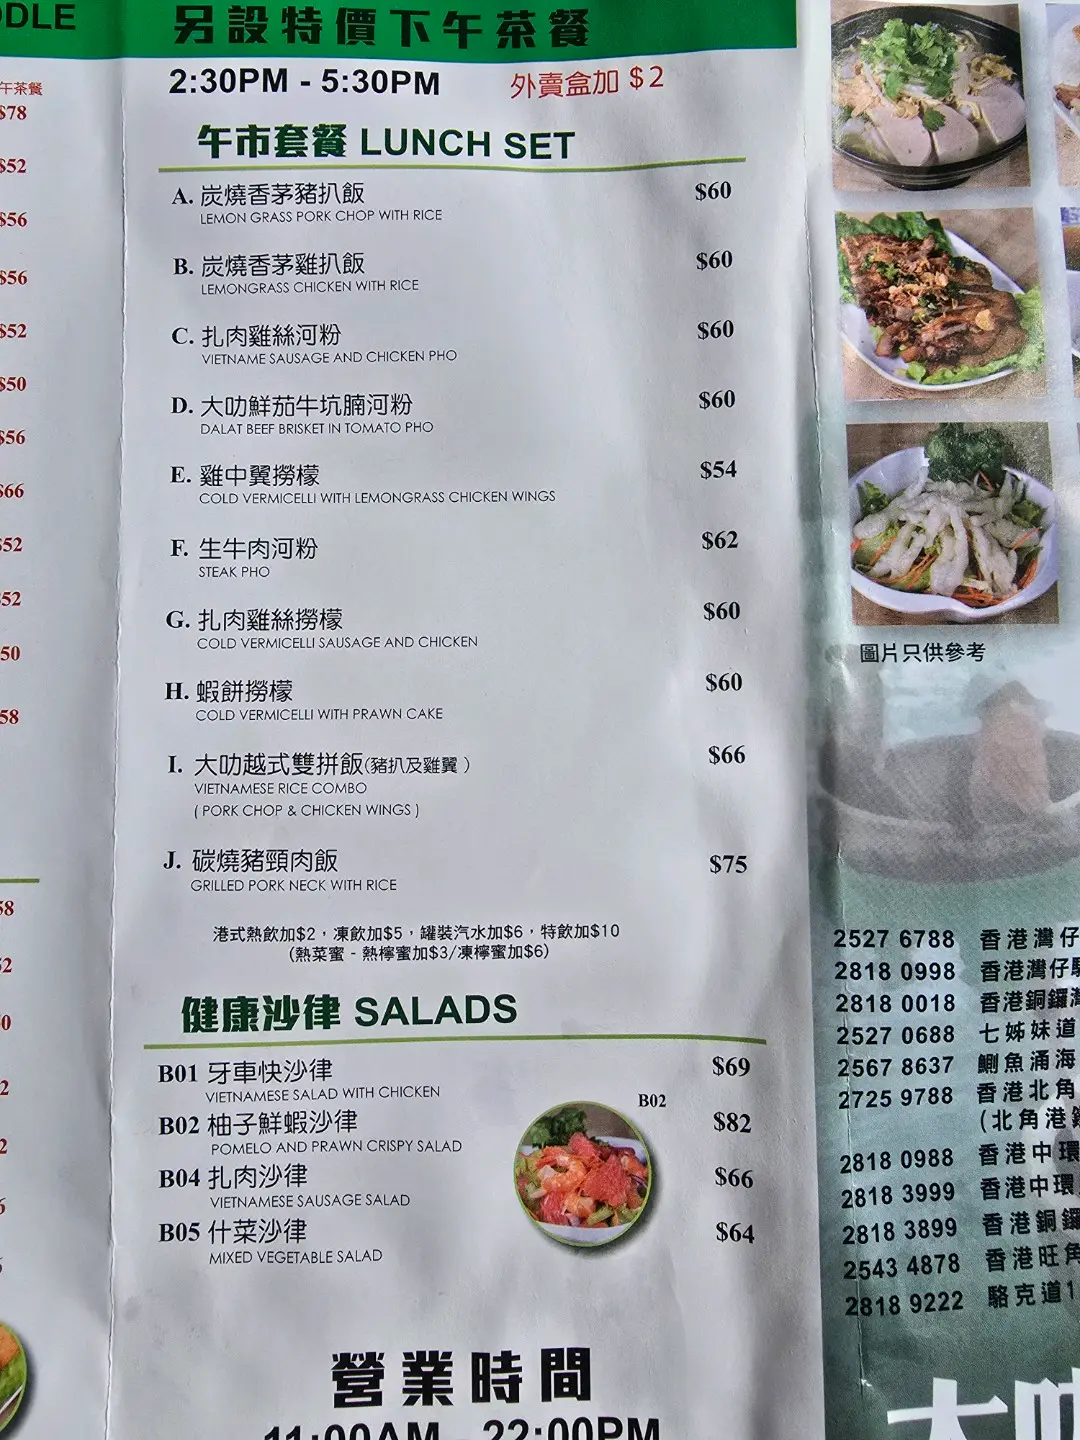 另設特價下午茶餐
2:30PM - 5:30PM
外賣盒加 $2
午茶餐
$78
$52
$56
$56
$52
$50
$56
$66
$52
午市套餐 LUNCH SET
A. 炭燒香茅豬扒飯 $60
LEMON GRASS PORK CHOP WITH RICE
B. 炭燒香茅雞扒飯 $60
LEMONGRASS CHICKEN WITH RICE
C. 扎肉雞絲河粉 $60
VIETNAME SAUSAGE AND CHICKEN PHO
D. 大叻鮮茄牛坑腩河粉 $60
DALAT BEEF BRISKET IN TOMATO PHO
E. 雞中翼撈檬 $54
COLD VERMICELLI WITH LEMONGRASS CHICKEN WINGS
F. 生牛肉河粉 $62
STEAK PHO
G. 扎肉雞絲撈檬 $60
COLD VERMICELLI SAUSAGE AND CHICKEN
H. 蝦餅撈檬 $60
COLD VERMICELLI WITH PRAWN CAKE
I. 大叻越式雙拼飯(豬扒及雞翼) $66
VIETNAMESE RICE COMBO
( PORK CHOP & CHICKEN WINGS )
J. 碳燒豬頸肉飯 $75
GRILLED PORK NECK WITH RICE
港式熱飲加$2，凍飲加$5，罐裝汽水加$6，特飲加$10
(熱菜蜜 - 熱檸蜜加$3/凍檸蜜加$6)
健康沙律 SALADS
B01 牙車快沙律 $69
VIETNAMESE SALAD WITH CHICKEN
B02
B02 柚子鮮蝦沙律 $82
POMELO AND PRAWN CRISPY SALAD
B04 扎肉沙律 $66
VIETNAMESE SAUSAGE SALAD
B05 什菜沙律 $64
MIXED VEGETABLE SALAD
營業時間
11:00AM - 22:00PM
圖片只供參考
2527 6788 香港灣仔
2818 0998 香港灣仔
2818 0018 香港銅鑼
2527 0688 七姊妹道
2567 8637 鰂魚涌海
2725 9788 香港北角
(北角港
2818 0988 香港中環
2818 3999 香港中環
2818 3899 香港銅鑼
2543 4878 香港旺角
2818 9222 駱克道1